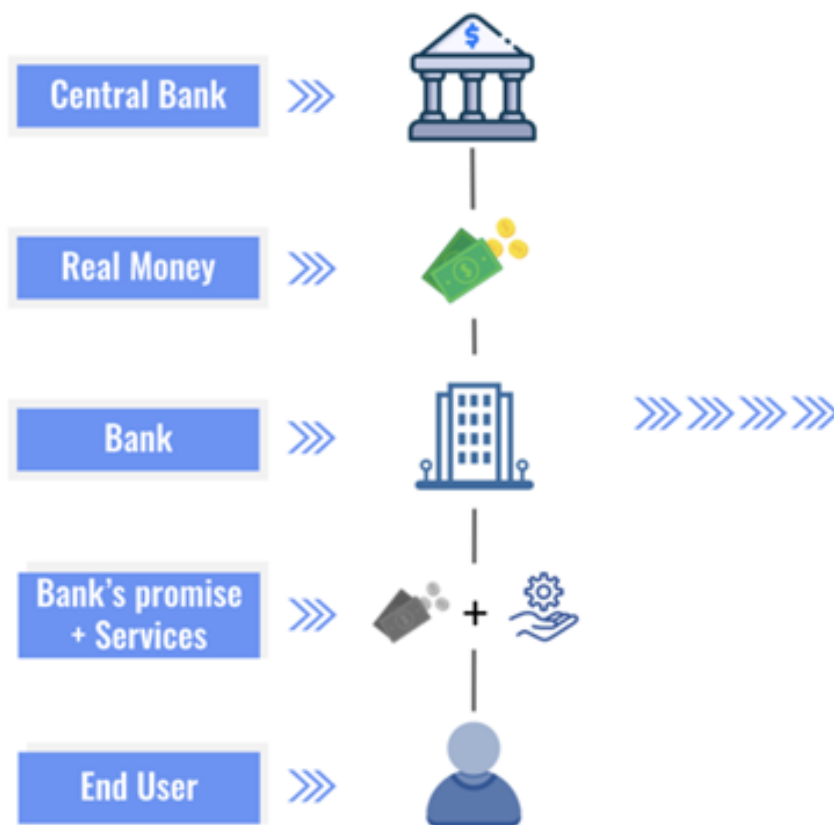 $
Central Bank
Real Money
$
Bank
Bank's promise
+ Services
+
End User